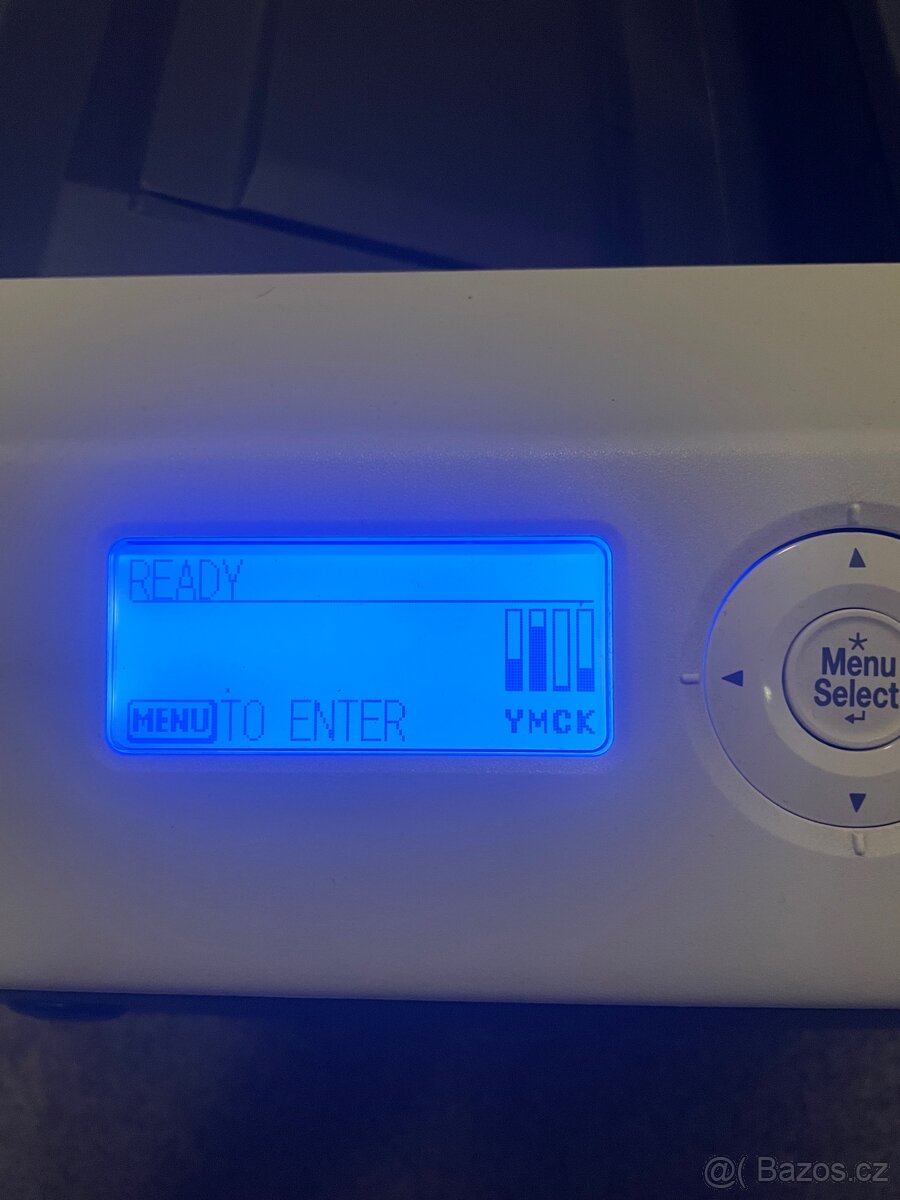 READY
MENU TO ENTER
YMCK
* 
Menu
Select
@( Bazos.cz